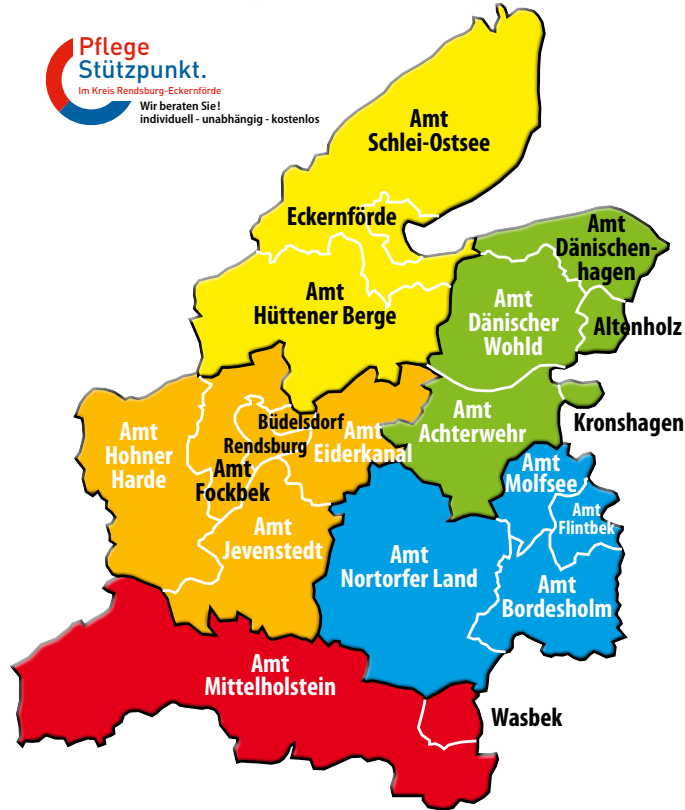 Pflege
Stützpunkt.
Im Kreis Rendsburg-Eckernförde
Wir beraten Sie!
individuell - unabhängig - kostenlos
Amt
Schlei-Ostsee
Eckernförde
Amt
Dänischen-
hagen
Amt
Hüttener Berge
Amt
Dänischer
Wohld
Altenholz
Amt
Hohner
Harde
Büdelsdorf
Rendsburg
Amt
Fockbek
Amt
Eiderkanal
Amt
Achterwehr
Kronshagen
Amt
Molfsee
Amt
Flintbek
Amt
Jevenstedt
Amt
Nortorfer Land
Amt
Bordesholm
Amt
Mittelholstein
Wasbek